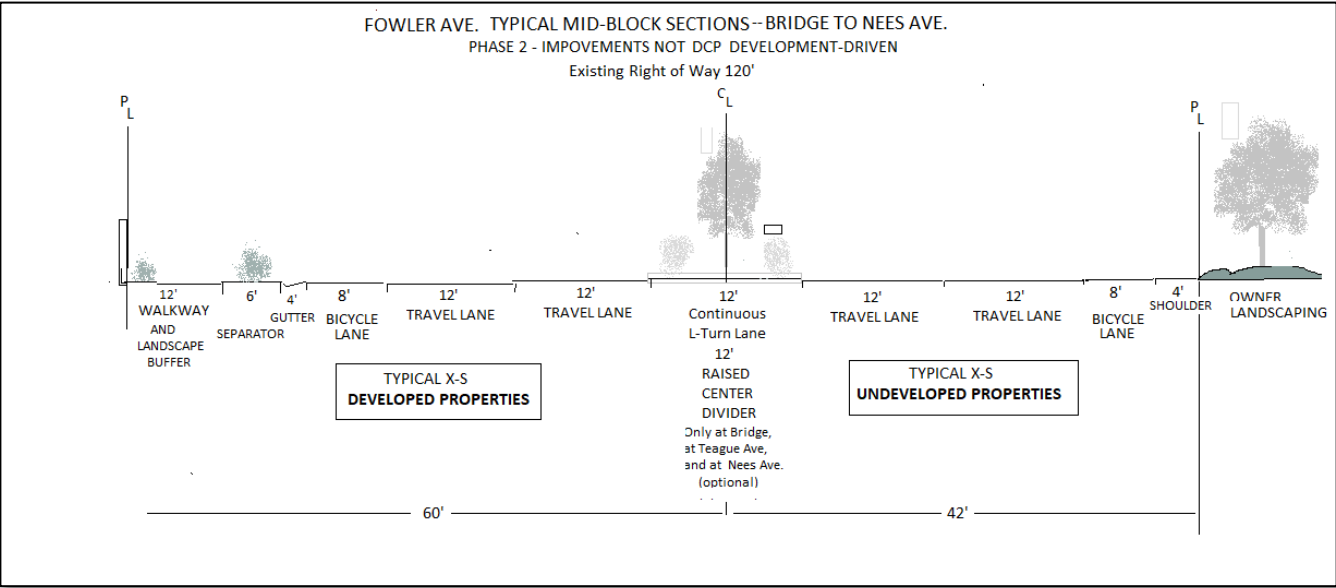 FOWLER AVE. TYPICAL MID-BLOCK SECTIONS--BRIDGE TO NEES AVE.
PHASE 2 - IMPOVEMENTS NOT DCP DEVELOPMENT-DRIVEN
Existing Right of Way 120'
P L
C L
P L
12'
WALKWAY
AND
LANDSCAPE
BUFFER
6'
SEPARATOR
4'
GUTTER
8'
BICYCLE
LANE
12'
TRAVEL LANE
12'
TRAVEL LANE
12'
Continuous
L-Turn Lane
12'
RAISED
CENTER
DIVIDER
Only at Bridge,
at Teague Ave,
and at Nees Ave.
(optional)
12'
TRAVEL LANE
12'
TRAVEL LANE
8'
BICYCLE
LANE
4'
SHOULDER
OWNER
LANDSCAPING
TYPICAL X-S
DEVELOPED PROPERTIES
TYPICAL X-S
UNDEVELOPED PROPERTIES
60'
42'